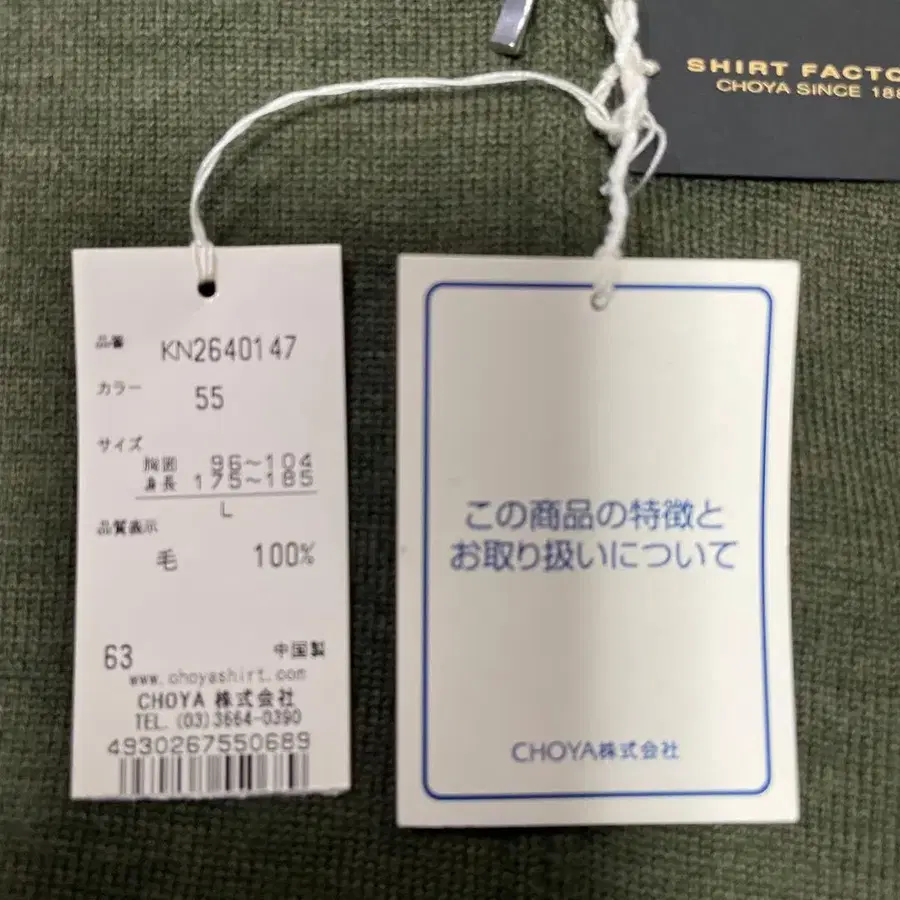 SHIRT FACTO
CHOYA SINCE 188
品番 KN2640147
カラー 55
サイズ
胸囲 96~104
身長 175~185
L
品質表示
毛 100%
63 中国製
www.choyashirt.com
CHOYA 株式会社
TEL. (03)3664-0390
4930267550689
この商品の特徴と
お取り扱いについて
CHOYA株式会社